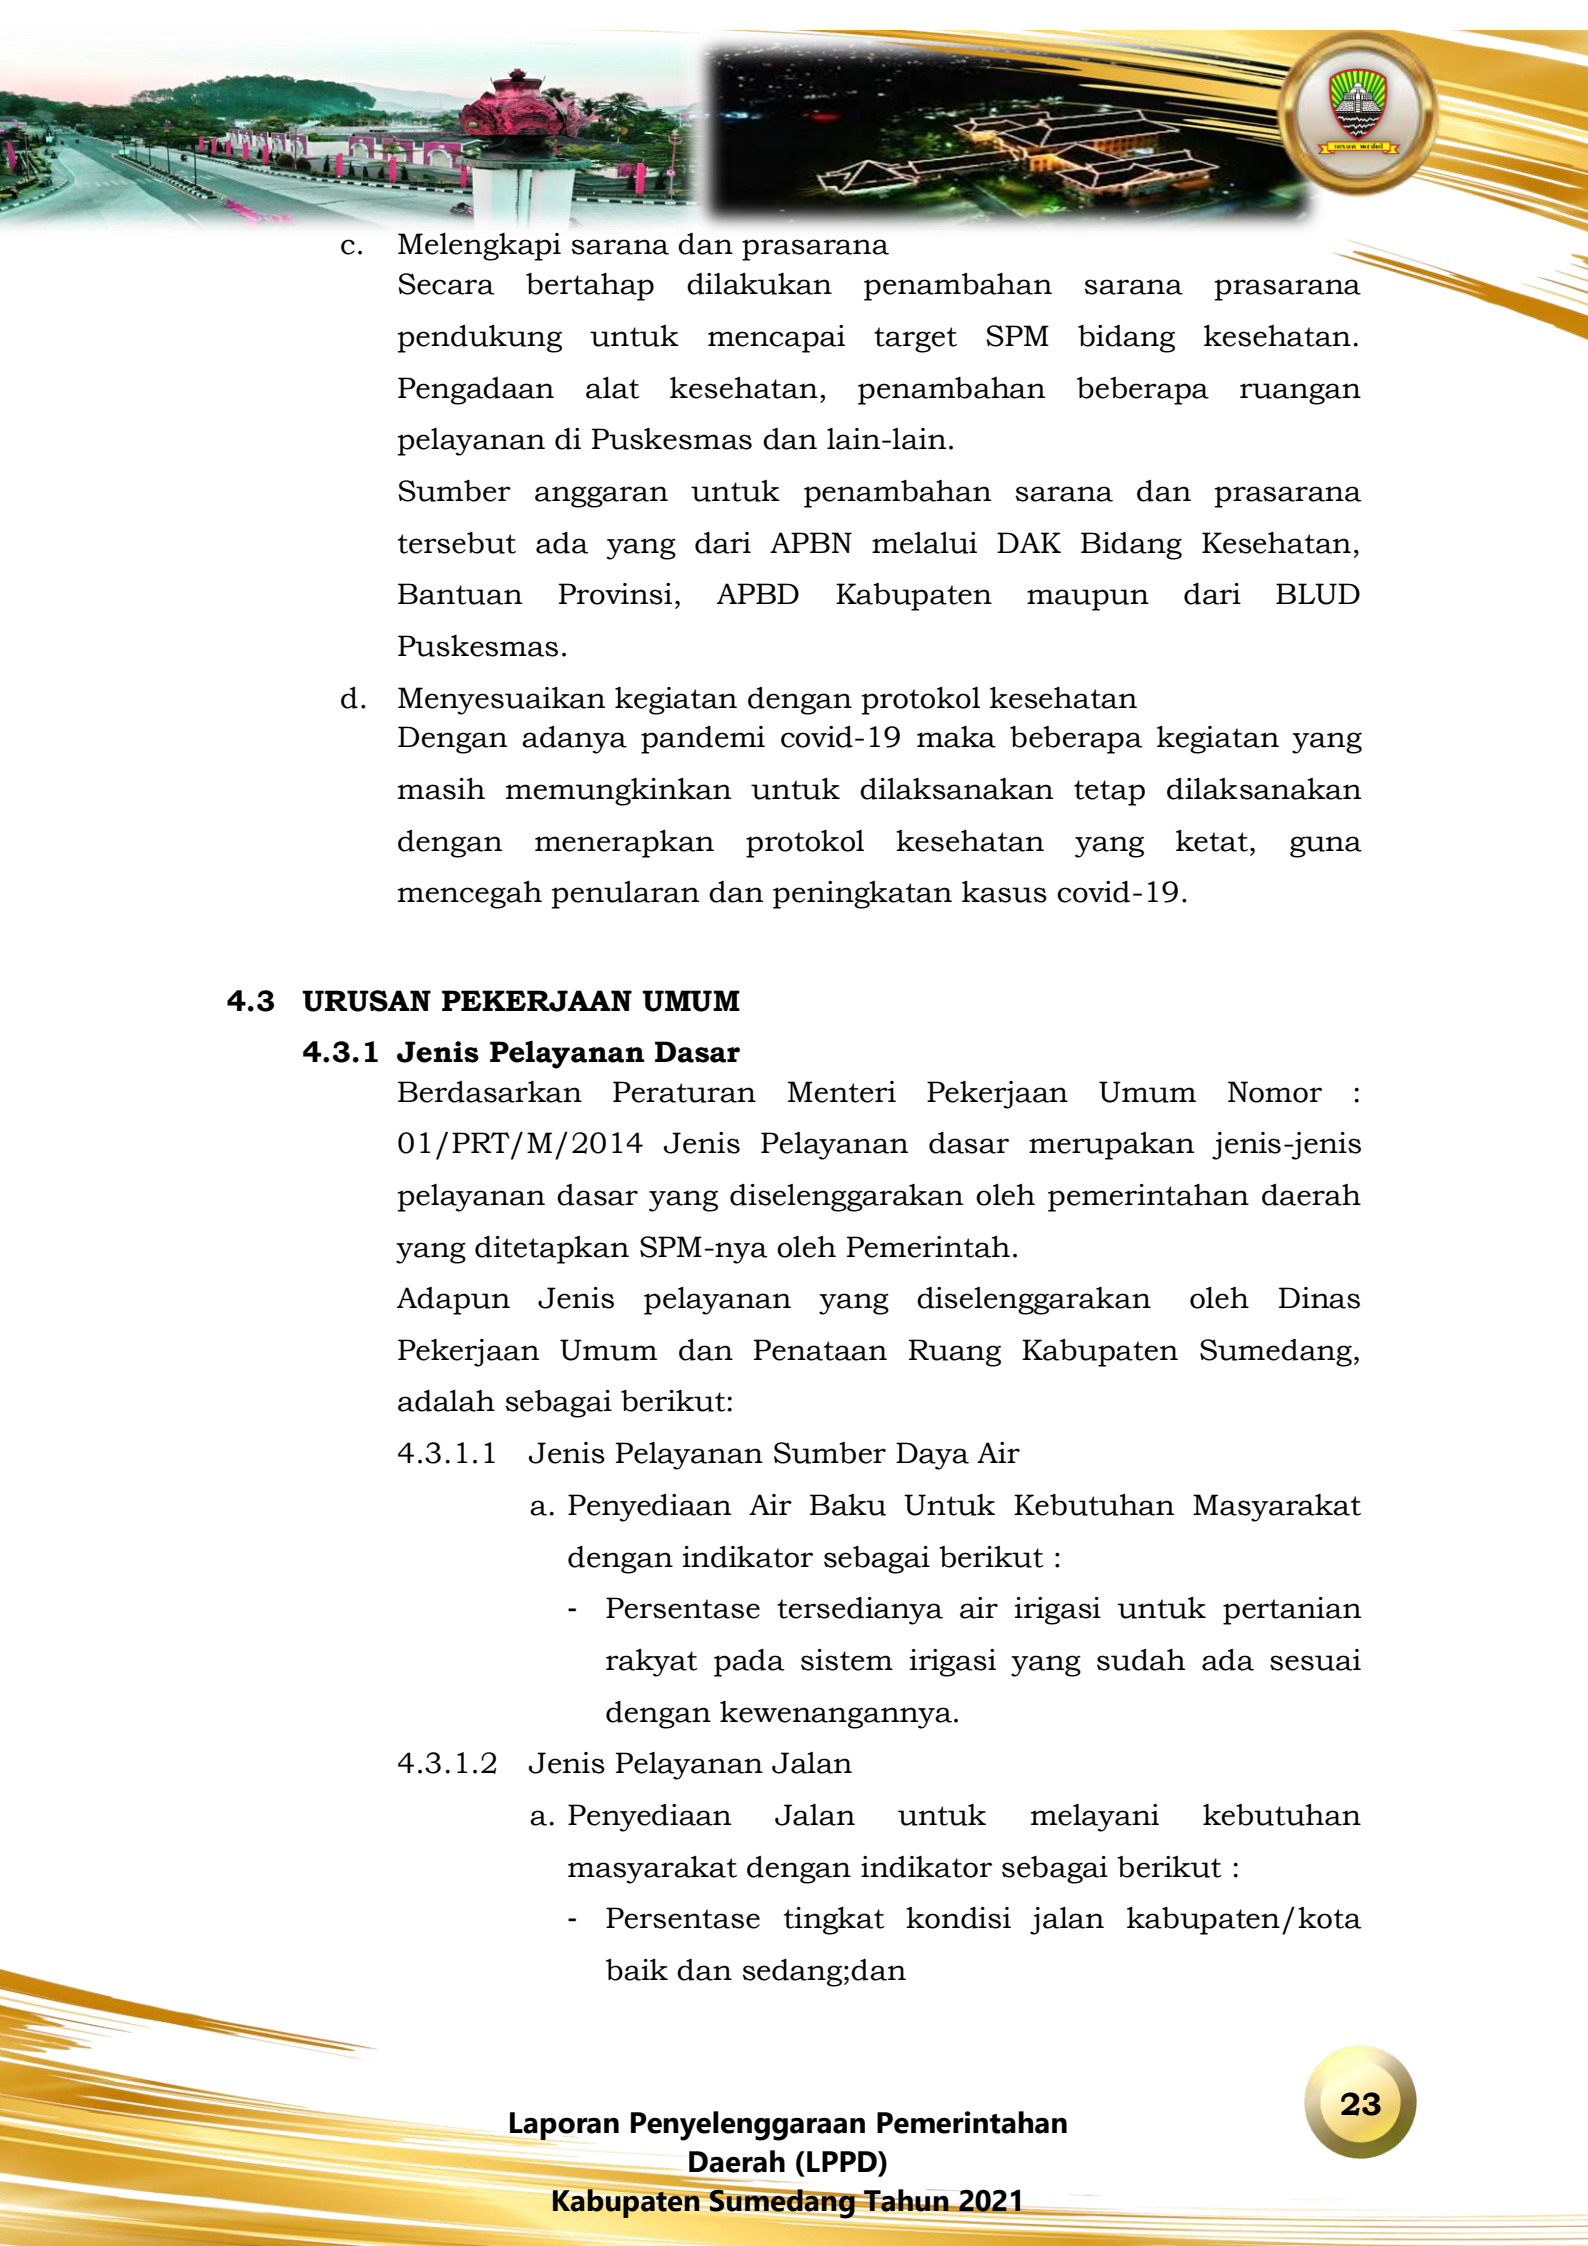 insun medal
c. Melengkapi sarana dan prasarana
Secara bertahap dilakukan penambahan sarana prasarana
pendukung untuk mencapai target SPM bidang kesehatan.
Pengadaan alat kesehatan, penambahan beberapa ruangan
pelayanan di Puskesmas dan lain-lain.
Sumber anggaran untuk penambahan sarana dan prasarana
tersebut ada yang dari APBN melalui DAK Bidang Kesehatan,
Bantuan Provinsi, APBD Kabupaten maupun dari BLUD
Puskesmas.
d. Menyesuaikan kegiatan dengan protokol kesehatan
Dengan adanya pandemi covid-19 maka beberapa kegiatan yang
masih memungkinkan untuk dilaksanakan tetap dilaksanakan
dengan menerapkan protokol kesehatan yang ketat, guna
mencegah penularan dan peningkatan kasus covid-19.
4.3 URUSAN PEKERJAAN UMUM
4.3.1 Jenis Pelayanan Dasar
Berdasarkan Peraturan Menteri Pekerjaan Umum Nomor :
01/PRT/M/2014 Jenis Pelayanan dasar merupakan jenis-jenis
pelayanan dasar yang diselenggarakan oleh pemerintahan daerah
yang ditetapkan SPM-nya oleh Pemerintah.
Adapun Jenis pelayanan yang diselenggarakan oleh Dinas
Pekerjaan Umum dan Penataan Ruang Kabupaten Sumedang,
adalah sebagai berikut:
4.3.1.1 Jenis Pelayanan Sumber Daya Air
a. Penyediaan Air Baku Untuk Kebutuhan Masyarakat
dengan indikator sebagai berikut :
- Persentase tersedianya air irigasi untuk pertanian
rakyat pada sistem irigasi yang sudah ada sesuai
dengan kewenangannya.
4.3.1.2 Jenis Pelayanan Jalan
a. Penyediaan Jalan untuk melayani kebutuhan
masyarakat dengan indikator sebagai berikut :
- Persentase tingkat kondisi jalan kabupaten/kota
baik dan sedang;dan
23
Laporan Penyelenggaraan Pemerintahan
Daerah (LPPD)
Kabupaten Sumedang Tahun 2021